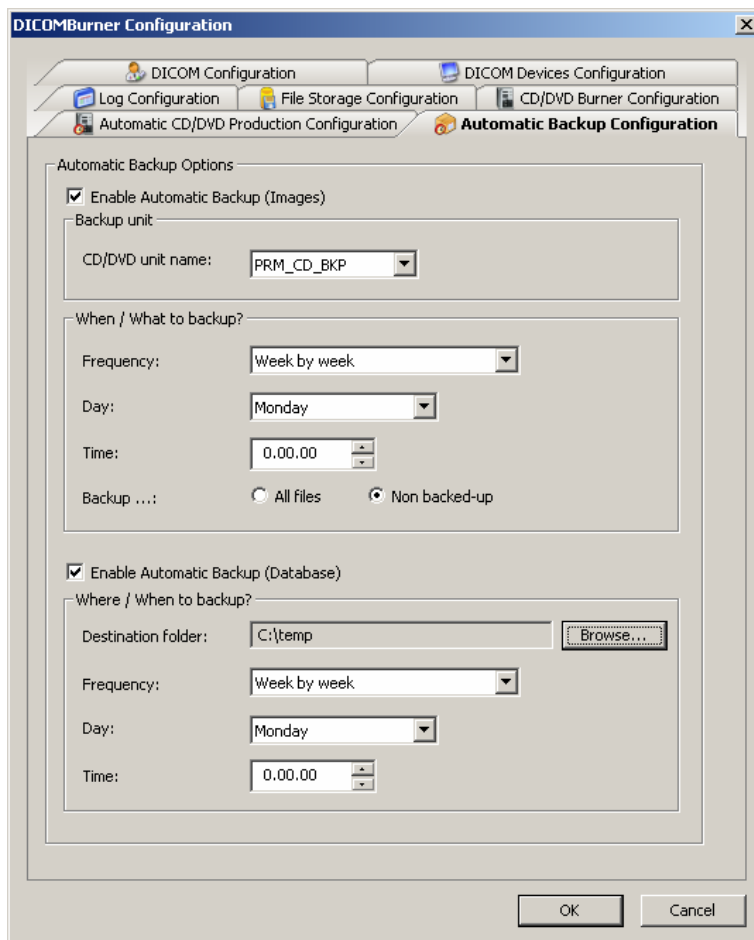 DICOMBurner Configuration
DICOM Configuration DICOM Devices Configuration
Log Configuration File Storage Configuration CD/DVD Burner Configuration
Automatic CD/DVD Production Configuration Automatic Backup Configuration
Automatic Backup Options
Enable Automatic Backup (Images)
Backup unit
CD/DVD unit name: PRM_CD_BKP
When / What to backup?
Frequency: Week by week
Day: Monday
Time: 0.00.00
Backup ...: All files Non backed-up
Enable Automatic Backup (Database)
Where / When to backup?
Destination folder: C:\temp Browse...
Frequency: Week by week
Day: Monday
Time: 0.00.00
OK Cancel